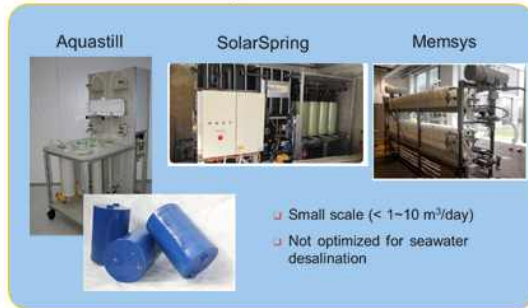 Aquastill
SolarSpring
Memsys
Small scale (< 1~10 m³/day)
Not optimized for seawater
desalination